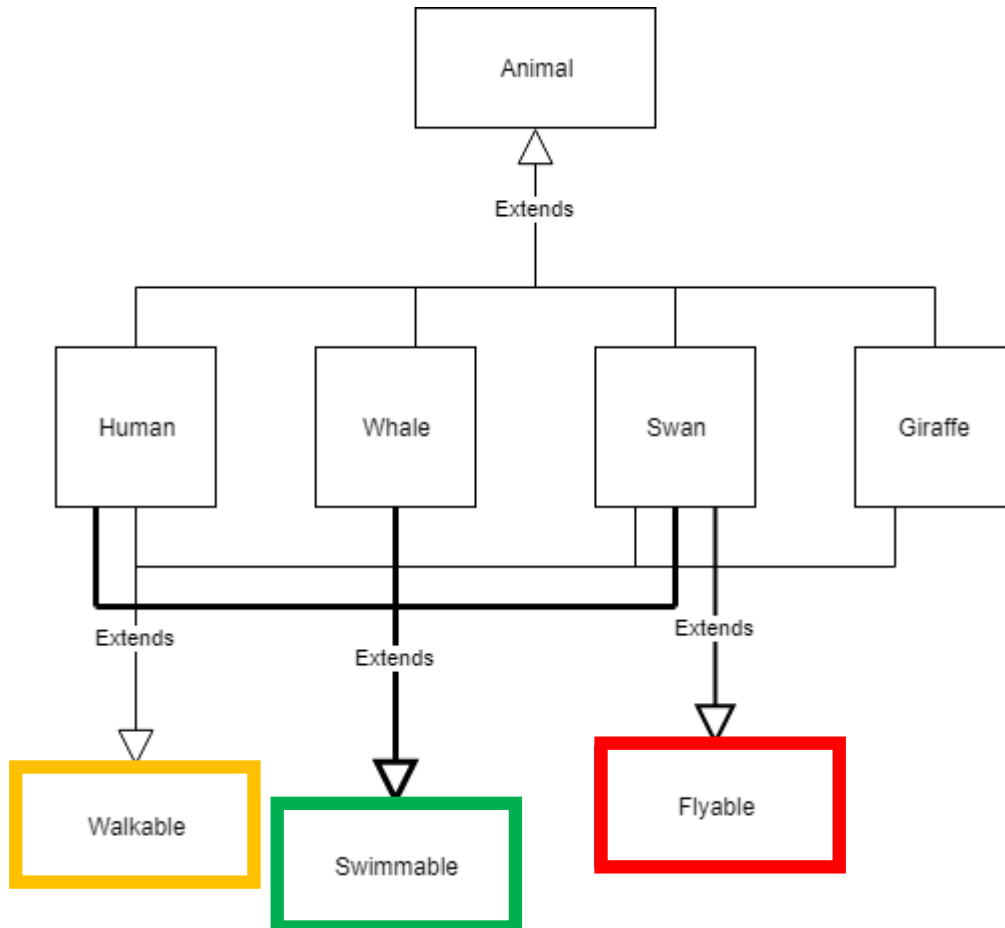 Animal
Extends
Human
Whale
Swan
Giraffe
Extends
Extends
Extends
Walkable
Swimmable
Flyable